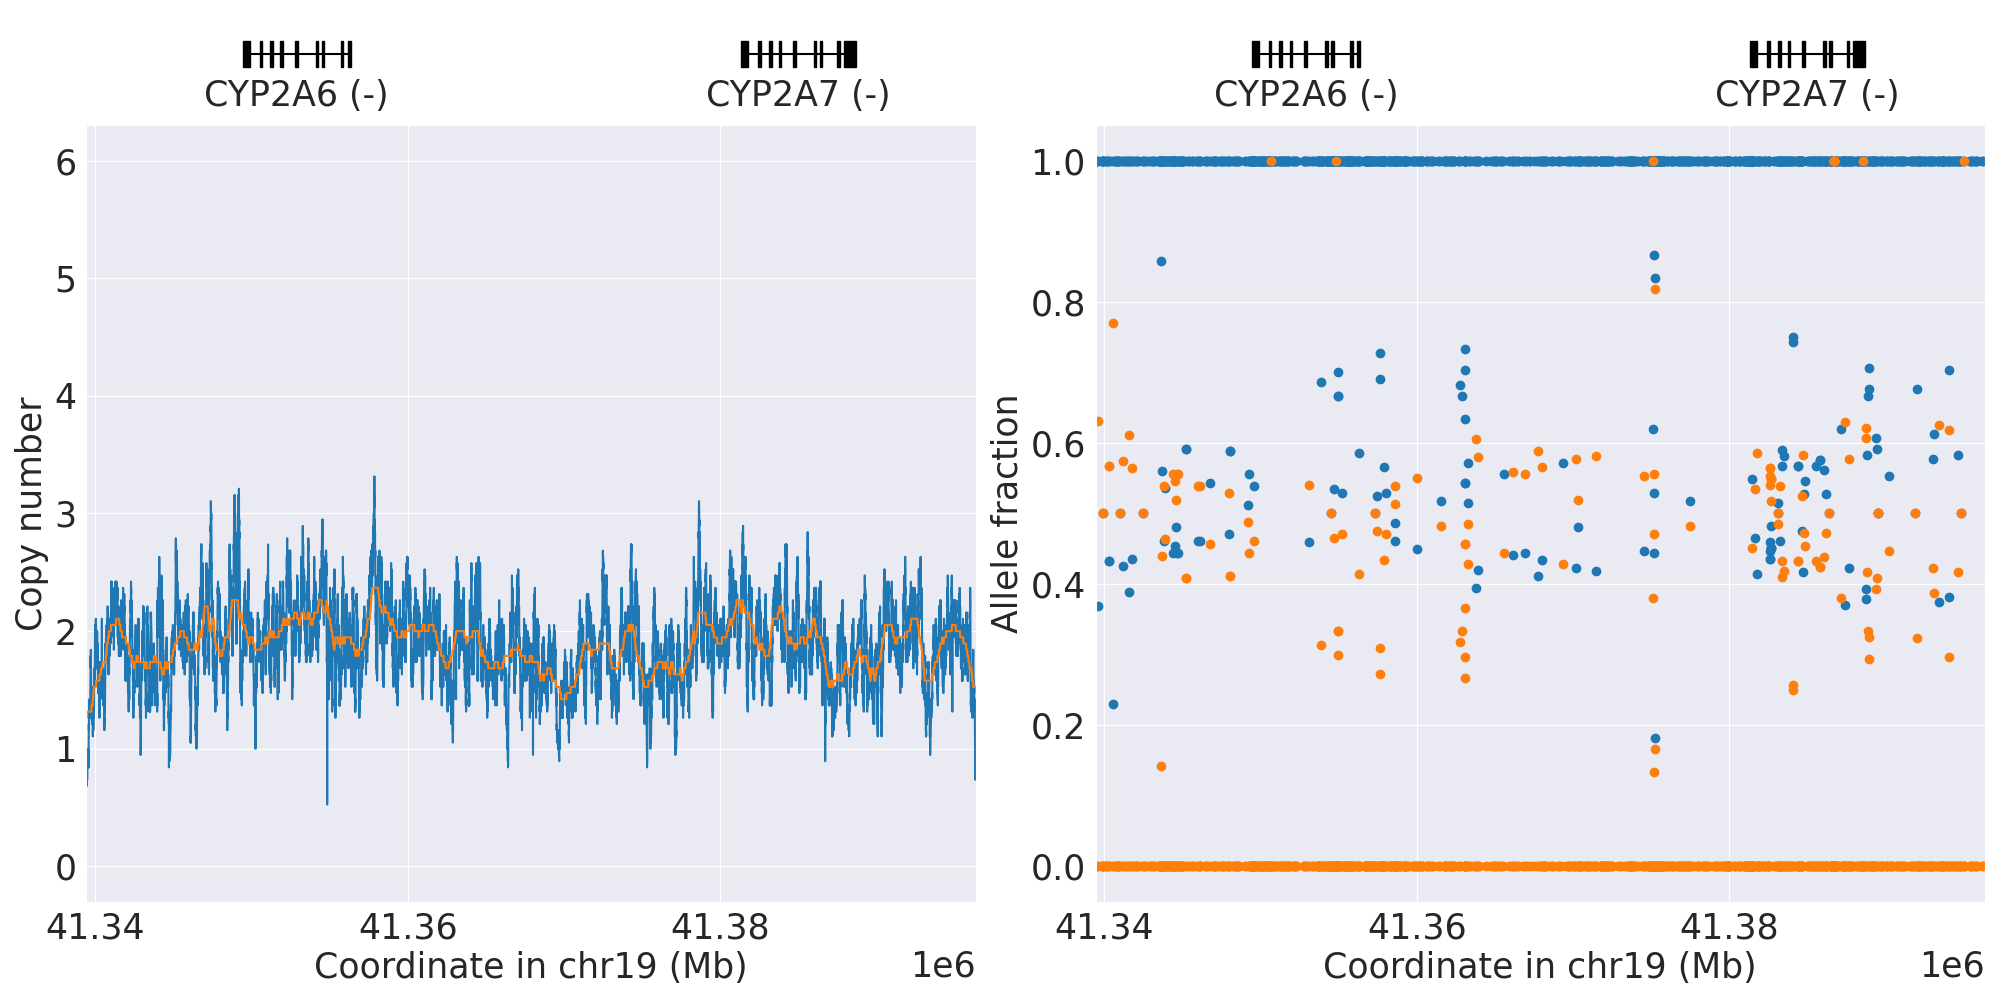 CYP2A6 (-) CYP2A7 (-)
6
5
4
3
2
1
0
Copy number
41.34 41.36 41.38
Coordinate in chr19 (Mb) 1e6
CYP2A6 (-) CYP2A7 (-)
1.0
0.8
0.6
0.4
0.2
0.0
Allele fraction
41.34 41.36 41.38
Coordinate in chr19 (Mb) 1e6